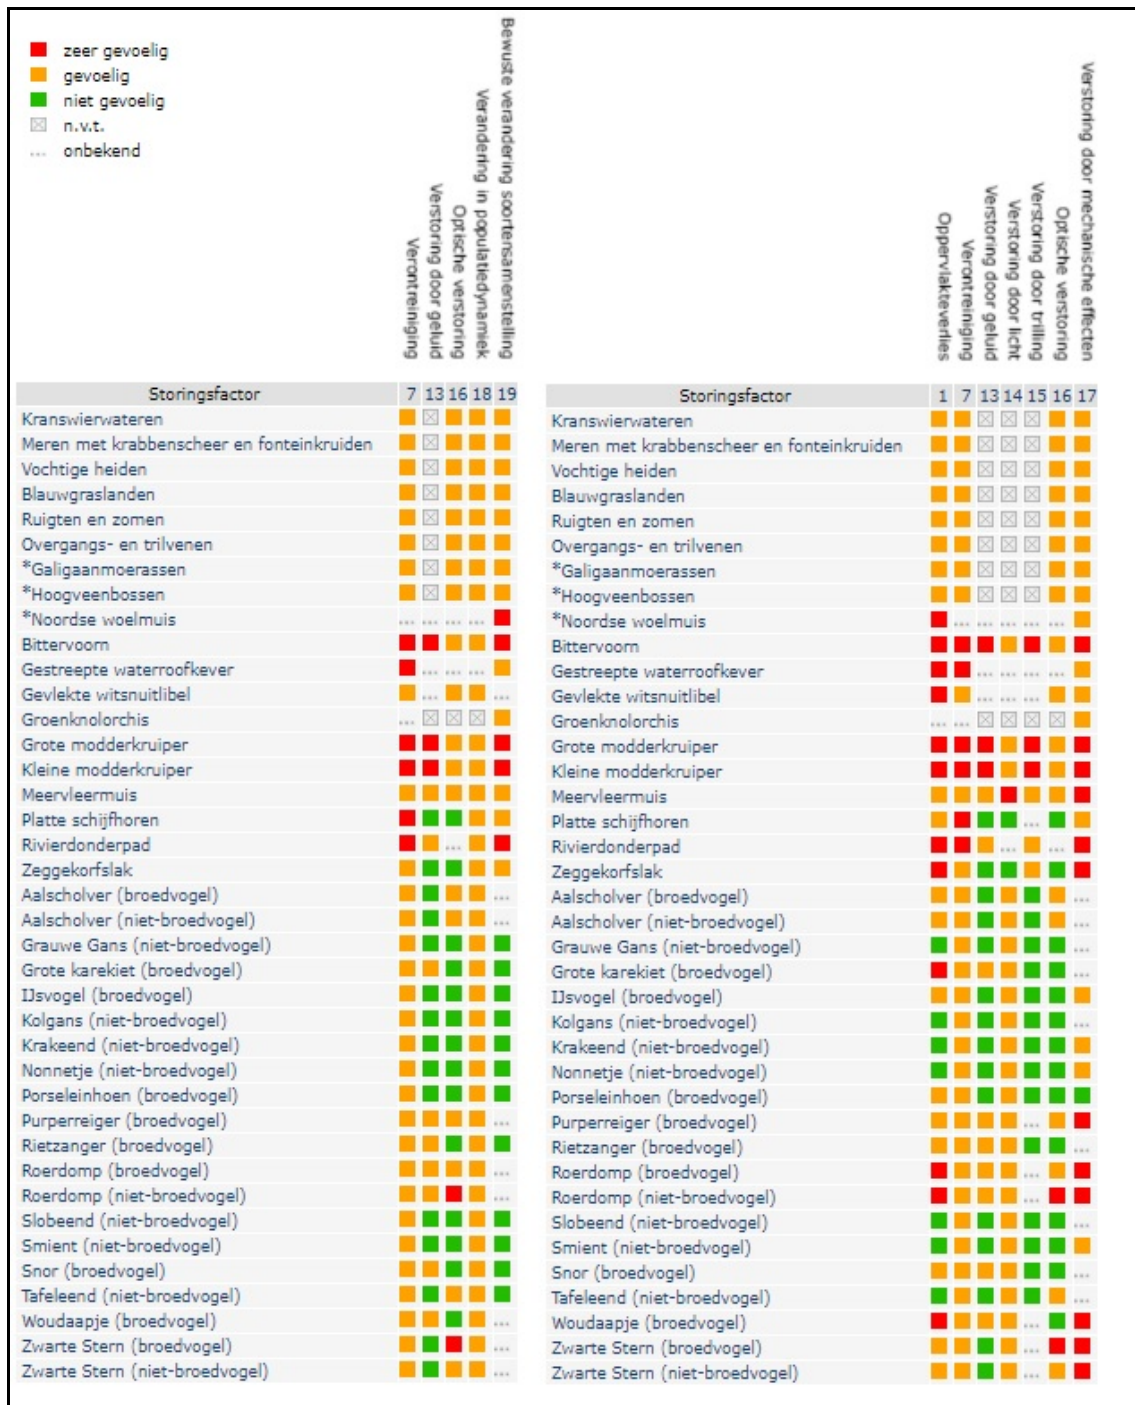 zeer gevoelig
gevoelig
niet gevoelig
n.v.t.
... onbekend
Verontreiniging
Verstoring door geluid
Optische verstoring
Verandering in populatiedynamiek
Bewuste verandering soortensamenstelling
Storingsfactor 7 13 16 18 19
Kranswierwateren
Meren met krabbenscheer en fonteinkruiden
Vochtige heiden
Blauwgraslanden
Ruigten en zomen
Overgangs- en trilvenen
*Galigaanmoerassen
*Hoogveenbossen
*Noordse woelmuis ... ... ... ...
Bittervoorn
Gestreepte waterroofkever ... ... ...
Gevlekte witsnuitlibel ... ...
Groenknolorchis ...
Grote modderkruiper
Kleine modderkruiper
Meervleermuis
Platte schijfhoren
Rivierdonderpad ...
Zeggekorfslak
Aalscholver (broedvogel) ...
Aalscholver (niet-broedvogel) ...
Grauwe Gans (niet-broedvogel)
Grote karekiet (broedvogel)
IJsvogel (broedvogel)
Kolgans (niet-broedvogel)
Krakeend (niet-broedvogel)
Nonnetje (niet-broedvogel)
Porseleinhoen (broedvogel)
Purperreiger (broedvogel) ...
Rietzanger (broedvogel)
Roerdomp (broedvogel) ...
Roerdomp (niet-broedvogel) ...
Slobeend (niet-broedvogel)
Smient (niet-broedvogel)
Snor (broedvogel)
Tafeleend (niet-broedvogel)
Woudaapje (broedvogel) ...
Zwarte Stern (broedvogel) ...
Zwarte Stern (niet-broedvogel) ...
Oppervlakteverlies
Verontreiniging
Verstoring door geluid
Verstoring door licht
Verstoring door trilling
Optische verstoring
Verstoring door mechanische effecten
Storingsfactor 1 7 13 14 15 16 17
Kranswierwateren
Meren met krabbenscheer en fonteinkruiden
Vochtige heiden
Blauwgraslanden
Ruigten en zomen
Overgangs- en trilvenen
*Galigaanmoerassen
*Hoogveenbossen
*Noordse woelmuis ... ... ... ... ...
Bittervoorn
Gestreepte waterroofkever ... ... ... ...
Gevlekte witsnuitlibel ... ... ...
Groenknolorchis ... ...
Grote modderkruiper
Kleine modderkruiper
Meervleermuis
Platte schijfhoren ...
Rivierdonderpad ... ...
Zeggekorfslak
Aalscholver (broedvogel) ...
Aalscholver (niet-broedvogel) ...
Grauwe Gans (niet-broedvogel) ...
Grote karekiet (broedvogel) ...
IJsvogel (broedvogel)
Kolgans (niet-broedvogel) ...
Krakeend (niet-broedvogel)
Nonnetje (niet-broedvogel)
Porseleinhoen (broedvogel)
Purperreiger (broedvogel) ...
Rietzanger (broedvogel) ...
Roerdomp (broedvogel) ...
Roerdomp (niet-broedvogel) ...
Slobeend (niet-broedvogel) ...
Smient (niet-broedvogel)
Snor (broedvogel) ...
Tafeleend (niet-broedvogel) ...
Woudaapje (broedvogel) ...
Zwarte Stern (broedvogel) ...
Zwarte Stern (niet-broedvogel) ...